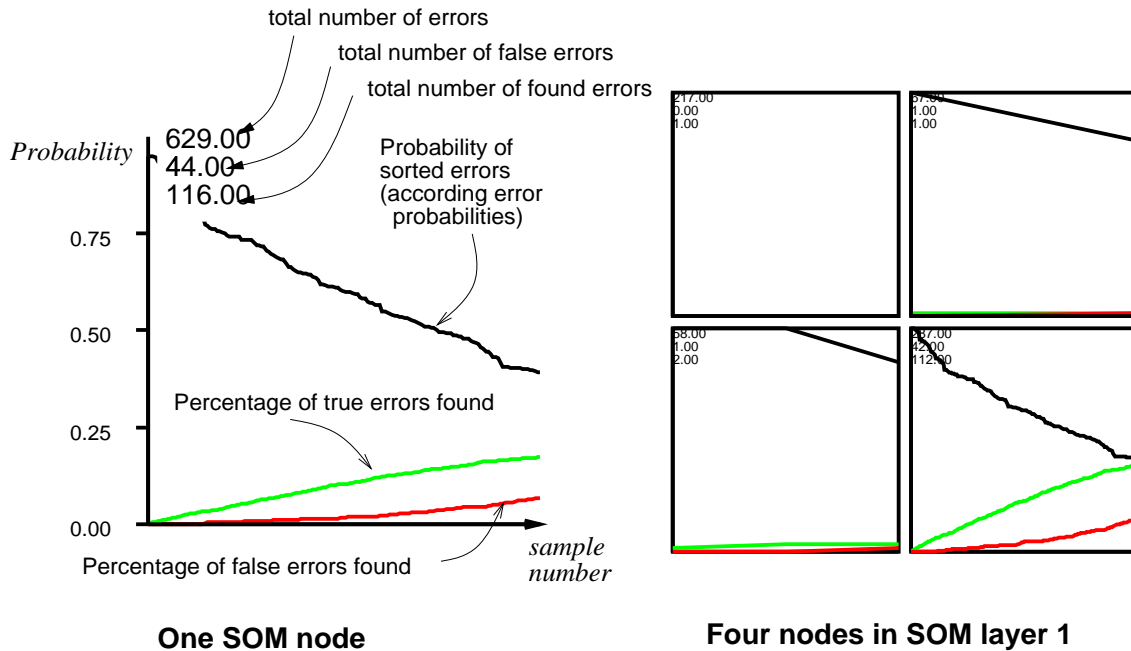 total number of errors
total number of false errors
total number of found errors
629.00
44.00
116.00
Probability
Probability of
sorted errors
(according error
probabilities)
0.75
0.50
Percentage of true errors found
0.25
0.00
sample
number
Percentage of false errors found
One SOM node
217.00
0.00
1.00
1.00
1.00
1.00
2.00
287.00
42.00
112.00
Four nodes in SOM layer 1